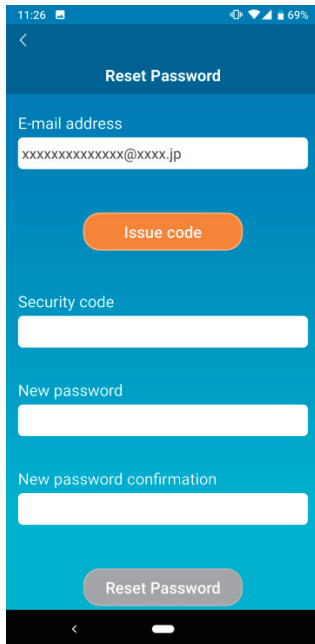 11:26
69%
Reset Password
E-mail address
xxxxxxxxxxxxxx@xxxx.jp
Issue code
Security code
New password
New password confirmation
Reset Password